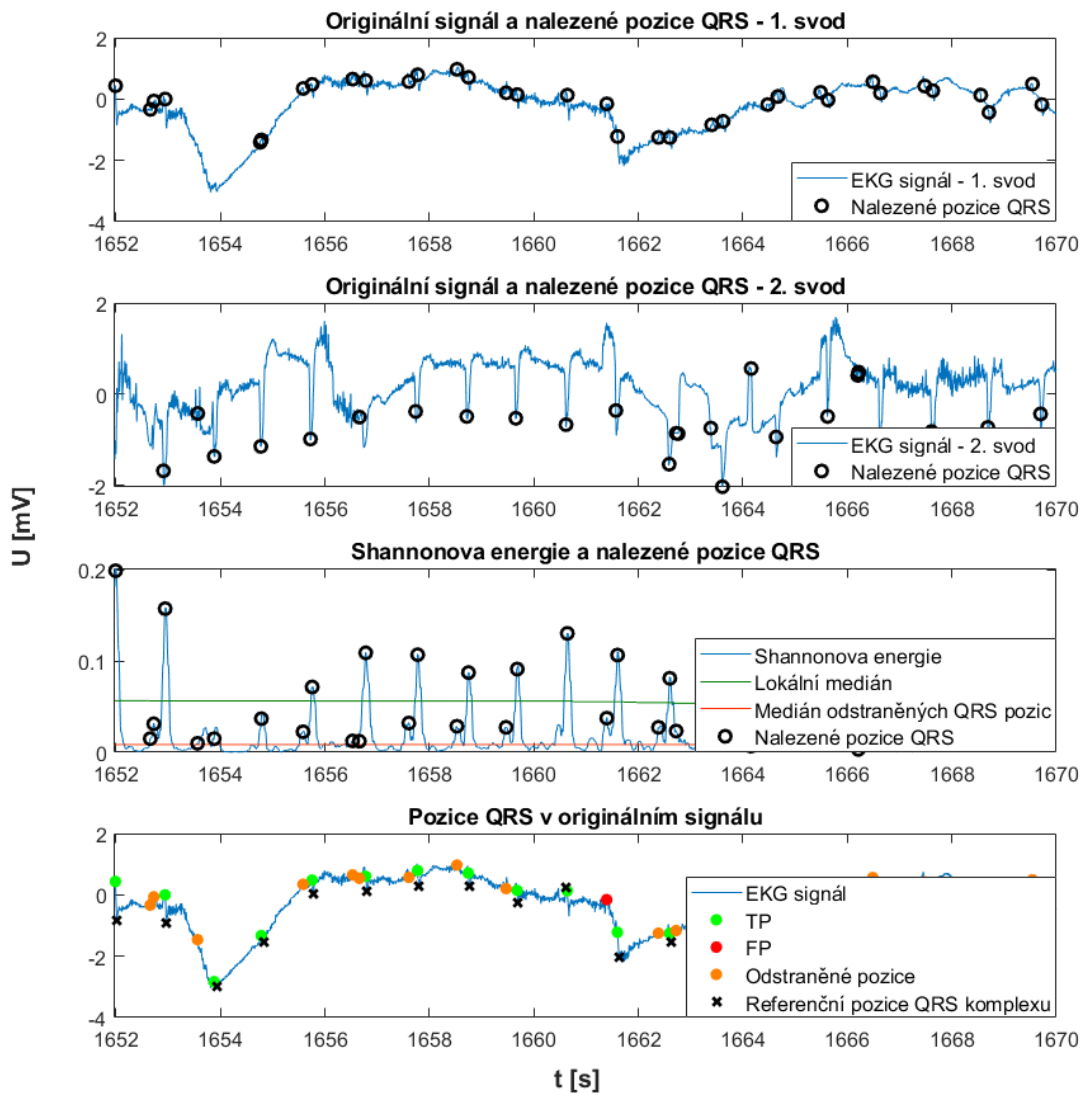 Originální signál a nalezené pozice QRS - 1. svod
2
0
-2
-4
EKG signál - 1. svod
Nalezené pozice QRS
1652 1654 1656 1658 1660 1662 1664 1666 1668 1670
Originální signál a nalezené pozice QRS - 2. svod
2
0
-2
EKG signál - 2. svod
Nalezené pozice QRS
1652 1654 1656 1658 1660 1662 1664 1666 1668 1670
U [mV]
Shannonova energie a nalezené pozice QRS
0.2
0.1
0
Shannonova energie
Lokální medián
Medián odstraněných QRS pozic
Nalezené pozice QRS
1652 1654 1656 1658 1660 1662 1664 1666 1668 1670
Pozice QRS v originálním signálu
2
0
-2
-4
EKG signál
TP
FP
Odstraněné pozice
Referenční pozice QRS komplexu
1652 1654 1656 1658 1660 1662 1664 1666 1668 1670
t [s]